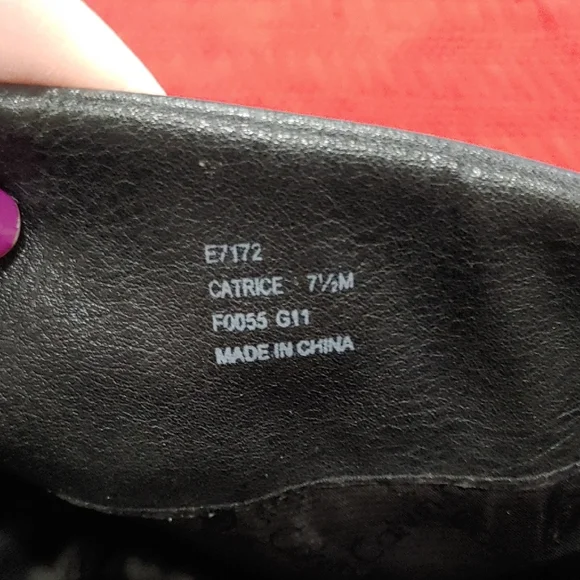 E7172
CATRICE 7½M
F0055 G11
MADE IN CHINA